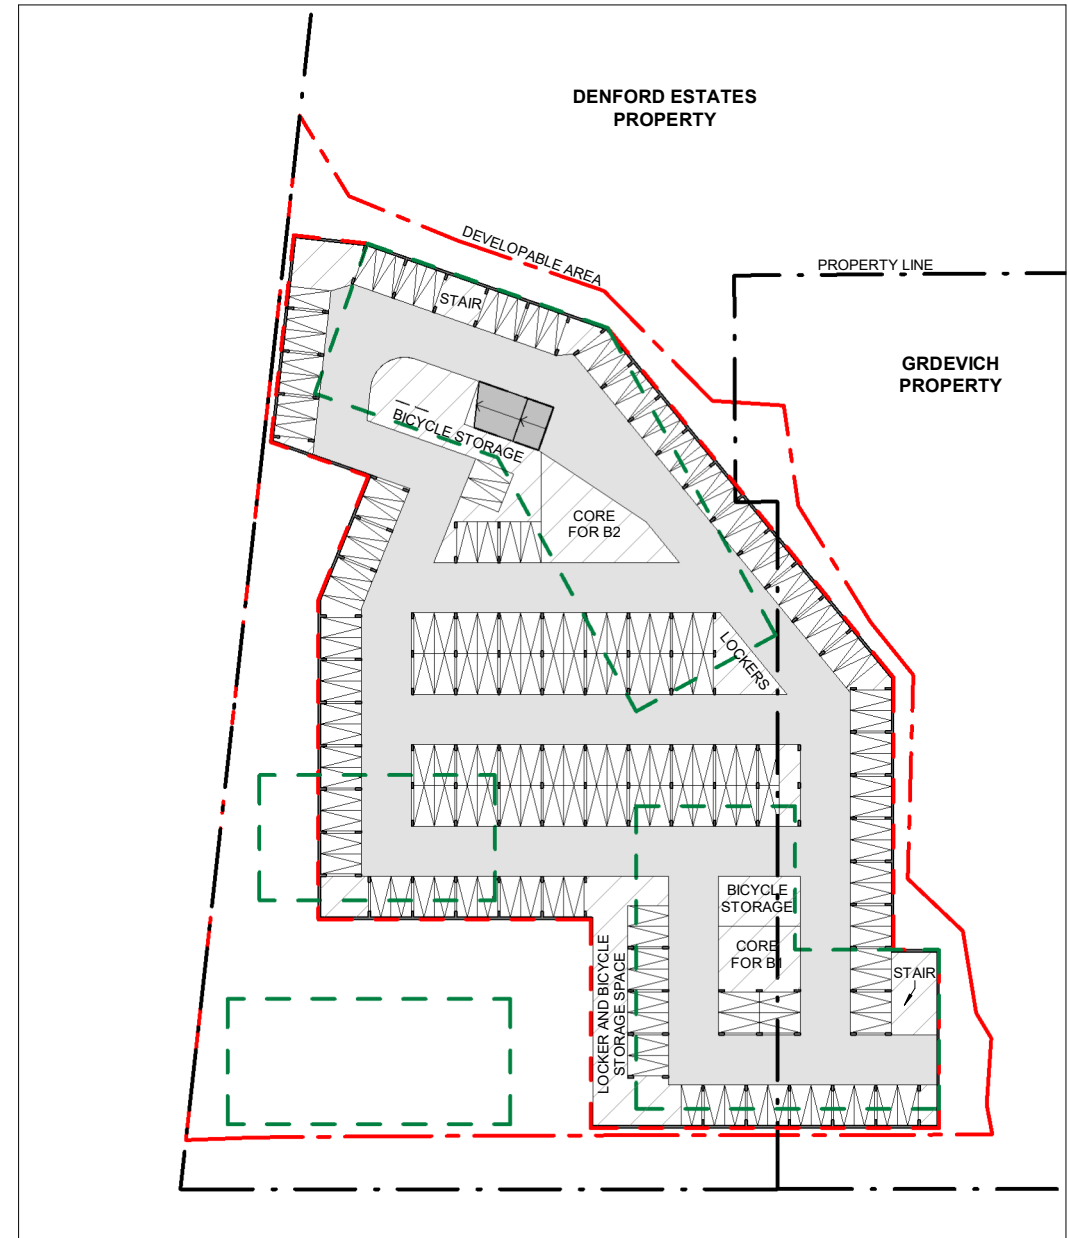 DENFORD ESTATES
PROPERTY
DEVELOPABLE AREA
PROPERTY LINE
STAIR
GRDEVICH
PROPERTY
BICYCLE STORAGE
CORE
FOR B2
LOCKERS
BICYCLE
STORAGE
CORE
FOR B1
STAIR
LOCKER AND BICYCLE
STORAGE SPACE